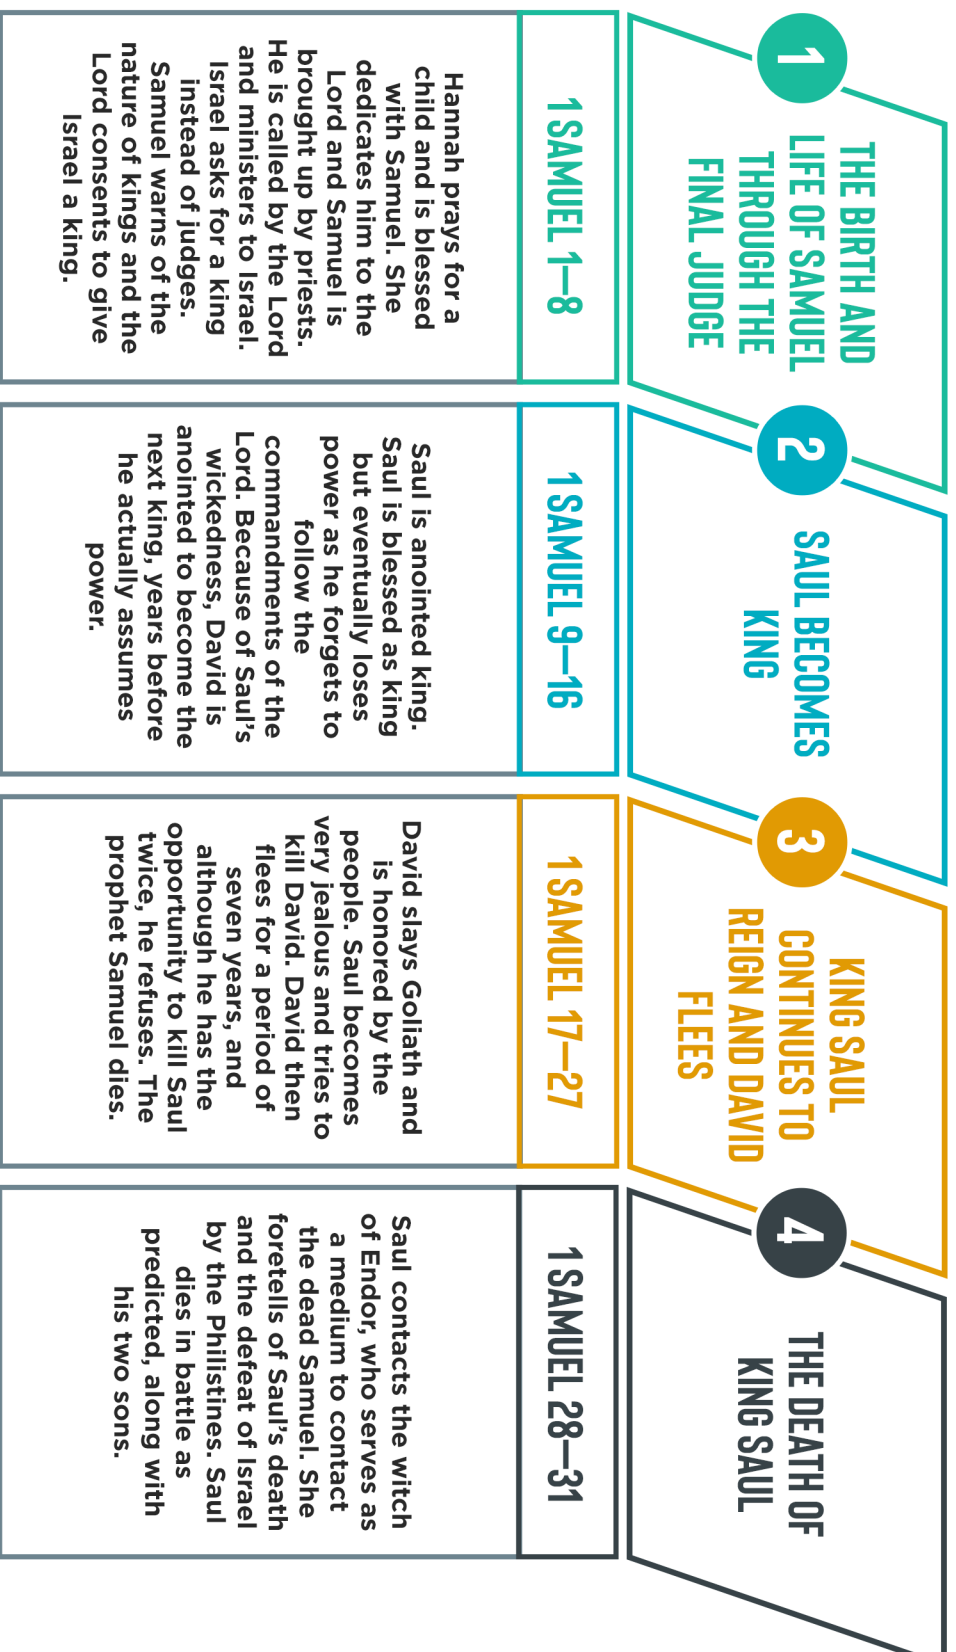 1
THE BIRTH AND
LIFE OF SAMUEL
THROUGH THE
FINAL JUDGE
1 SAMUEL 1–8
Hannah prays for a
child and is blessed
with Samuel. She
dedicates him to the
Lord and Samuel is
brought up by priests.
He is called by the Lord
and ministers to Israel.
Israel asks for a king
instead of judges.
Samuel warns of the
nature of kings and the
Lord consents to give
Israel a king.
2
SAUL BECOMES
KING
1 SAMUEL 9–16
Saul is anointed king.
Saul is blessed as king
but eventually loses
power as he forgets to
follow the
commandments of the
Lord. Because of Saul's
wickedness, David is
anointed to become the
next king, years before
he actually assumes
power.
3
KING SAUL
CONTINUES TO
REIGN AND DAVID
FLEES
1 SAMUEL 17–27
David slays Goliath and
is honored by the
people. Saul becomes
very jealous and tries to
kill David. David then
flees for a period of
seven years, and
although he has the
opportunity to kill Saul
twice, he refuses. The
prophet Samuel dies.
4
THE DEATH OF
KING SAUL
1 SAMUEL 28–31
Saul contacts the witch
of Endor, who serves as
a medium to contact
the dead Samuel. She
foretells of Saul's death
and the defeat of Israel
by the Philistines. Saul
dies in battle as
predicted, along with
his two sons.